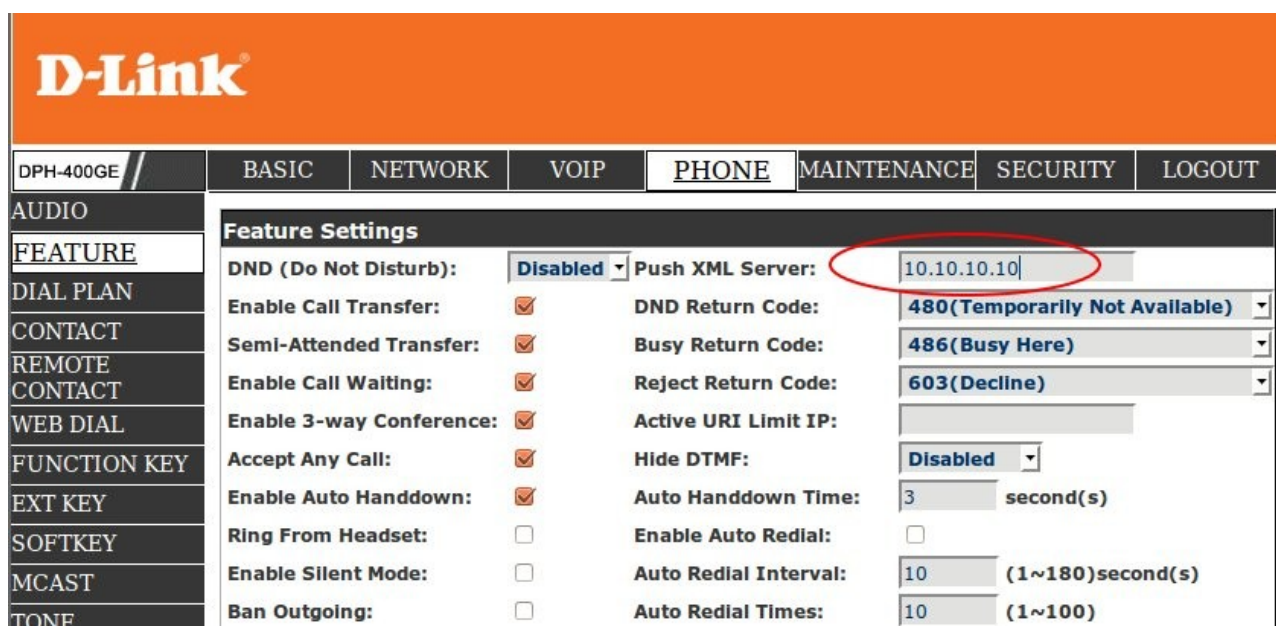 D-Link
DPH-400GE BASIC NETWORK VOIP PHONE MAINTENANCE SECURITY LOGOUT
AUDIO
FEATURE
DIAL PLAN
CONTACT
REMOTE
CONTACT
WEB DIAL
FUNCTION KEY
EXT KEY
SOFTKEY
MCAST
TONE
Feature Settings
DND (Do Not Disturb): Disabled Push XML Server: 10.10.10.10
Enable Call Transfer: DND Return Code: 480(Temporarily Not Available)
Semi-Attended Transfer: Busy Return Code: 486(Busy Here)
Enable Call Waiting: Reject Return Code: 603(Decline)
Enable 3-way Conference: Active URI Limit IP:
Accept Any Call: Hide DTMF: Disabled
Enable Auto Handdown: Auto Handdown Time: 3 second(s)
Ring From Headset: Enable Auto Redial:
Enable Silent Mode: Auto Redial Interval: 10 (1~180)second(s)
Ban Outgoing: Auto Redial Times: 10 (1~100)